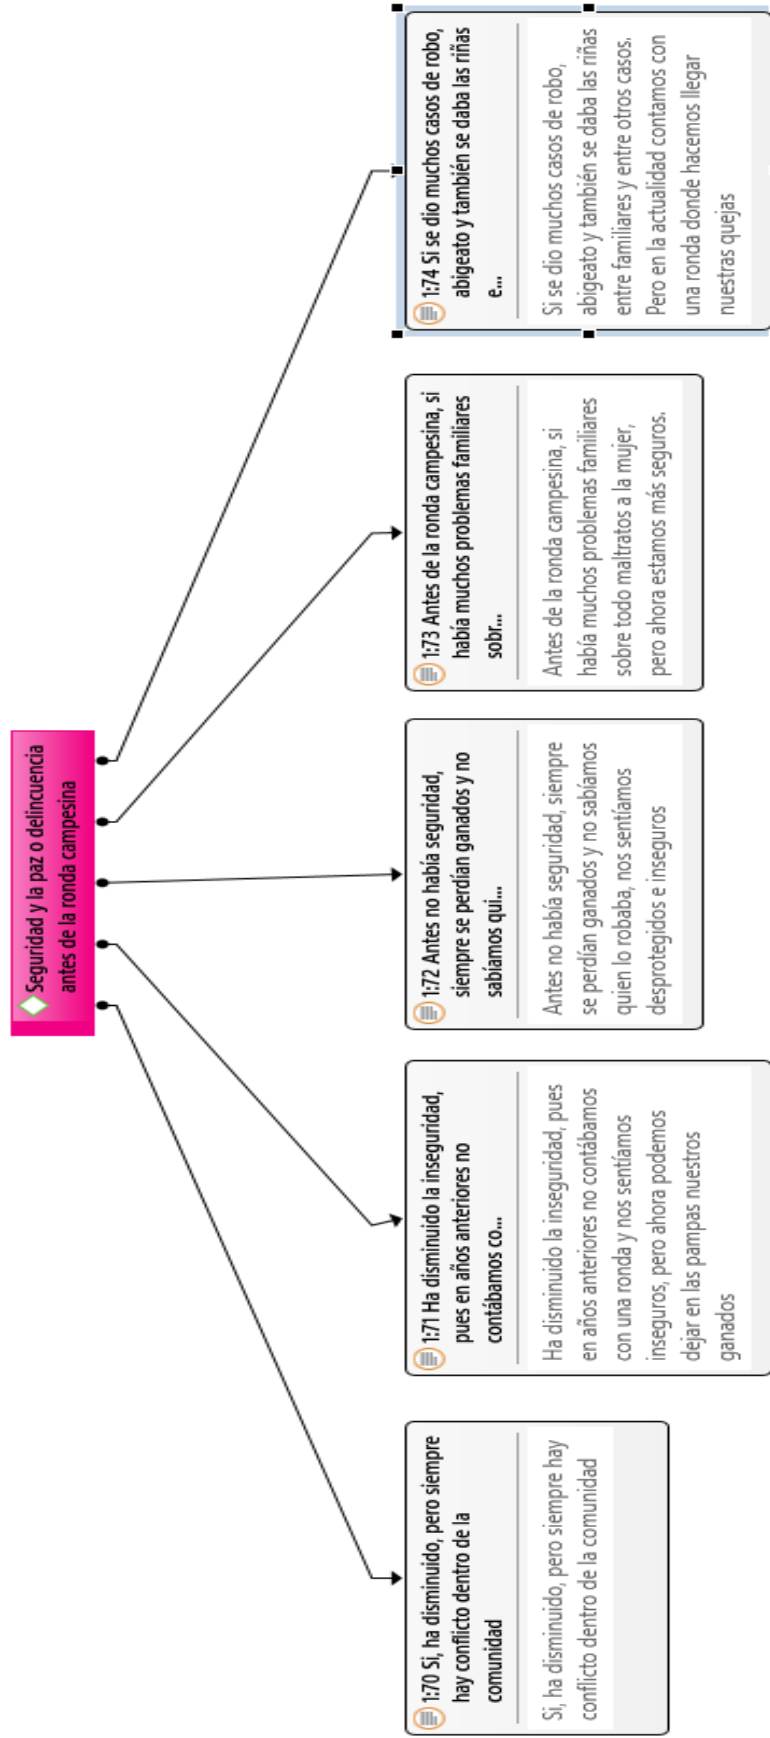 Seguridad y la paz o delincuencia
antes de la ronda campesina
1:70 Si, ha disminuido, pero siempre
hay conflicto dentro de la
comunidad
Si, ha disminuido, pero siempre hay
conflicto dentro de la comunidad
1:71 Ha disminuido la inseguridad,
pues en años anteriores no
contábamos co...
Ha disminuido la inseguridad, pues
en años anteriores no contábamos
con una ronda y nos sentíamos
inseguros, pero ahora podemos
dejar en las pampas nuestros
ganados
1:72 Antes no había seguridad,
siempre se perdían ganados y no
sabíamos qui...
Antes no había seguridad, siempre
se perdían ganados y no sabíamos
quien lo robaba, nos sentíamos
desprotegidos e inseguros
1:73 Antes de la ronda campesina, si
había muchos problemas familiares
sobr...
Antes de la ronda campesina, si
había muchos problemas familiares
sobre todo maltratos a la mujer,
pero ahora estamos más seguros.
1:74 Si se dio muchos casos de robo,
abigeato y también se daba las riñas
e...
Si se dio muchos casos de robo,
abigeato y también se daba las riñas
entre familiares y entre otros casos.
Pero en la actualidad contamos con
una ronda donde hacemos llegar
nuestras quejas